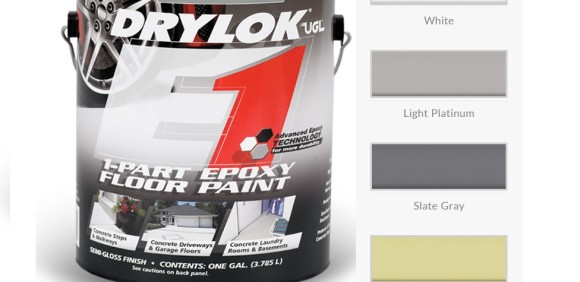 DRYLOK UGL
E1
Advanced Epoxy
TECHNOLOGY
for more durability
1-PART EPOXY
FLOOR PAINT
Concrete Steps
& Walkways
Concrete Driveways
& Garage Floors
Concrete Laundry
Rooms & Basements
SEMI-GLOSS FINISH • CONTENTS: ONE GAL. (3.785 L)
See cautions on back panel.
White
Light Platinum
Slate Gray